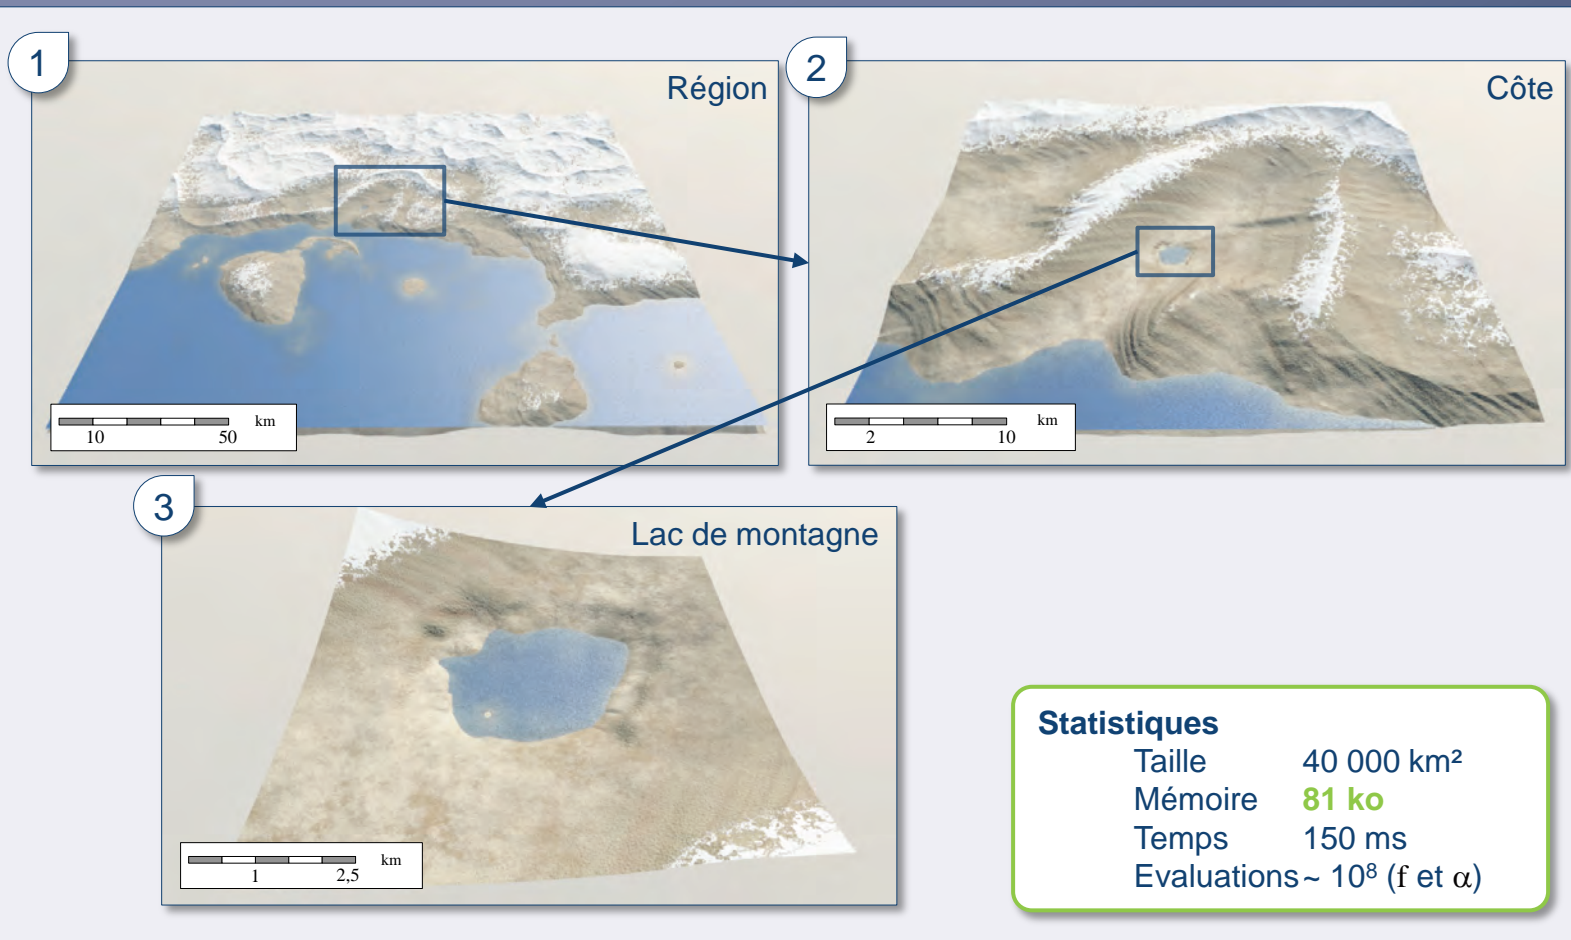 1
Région
10 50 km
2
Côte
2 10 km
3
Lac de montagne
1 2,5 km
Statistiques
Taille 40 000 km²
Mémoire 81 ko
Temps 150 ms
Evaluations ~ 10⁸ (f et α)